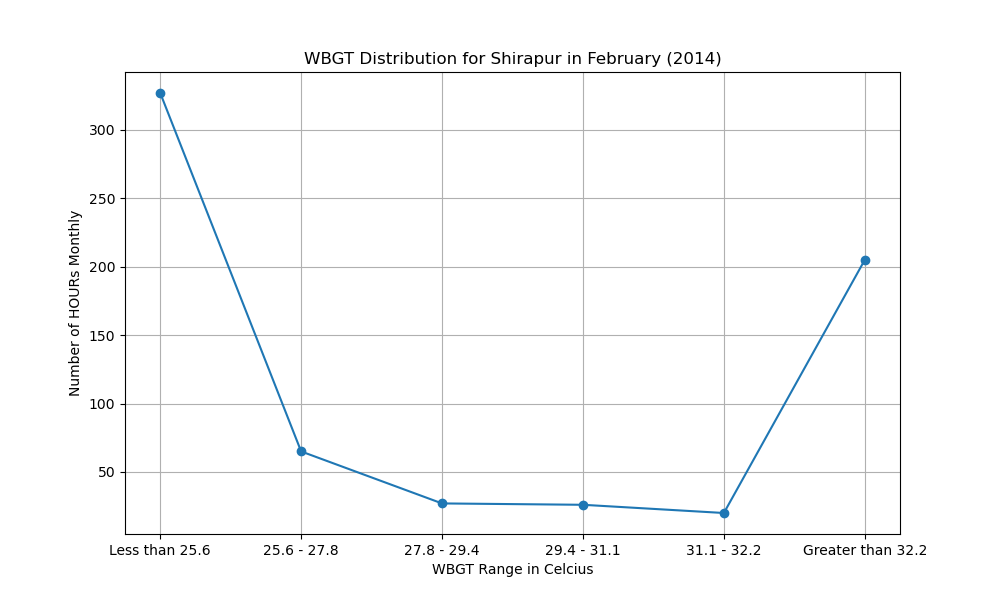 WBGT Distribution for Shirapur in February (2014)
Number of HOURs Monthly
300
250
200
150
100
50
Less than 25.6
25.6 - 27.8
27.8 - 29.4
29.4 - 31.1
31.1 - 32.2
Greater than 32.2
WBGT Range in Celcius